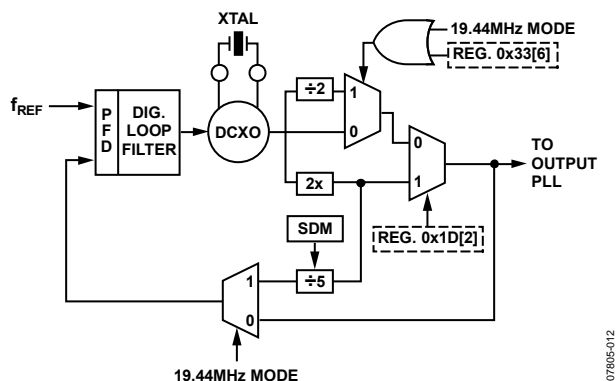 XTAL
19.44MHz MODE
REG. 0x33[6]
fREF
P
F
D
DIG.
LOOP
FILTER
DCXO
÷2
1
0
2x
0
1
TO
OUTPUT
PLL
SDM
REG. 0x1D[2]
÷5
1
0
19.44MHz MODE
07805-012